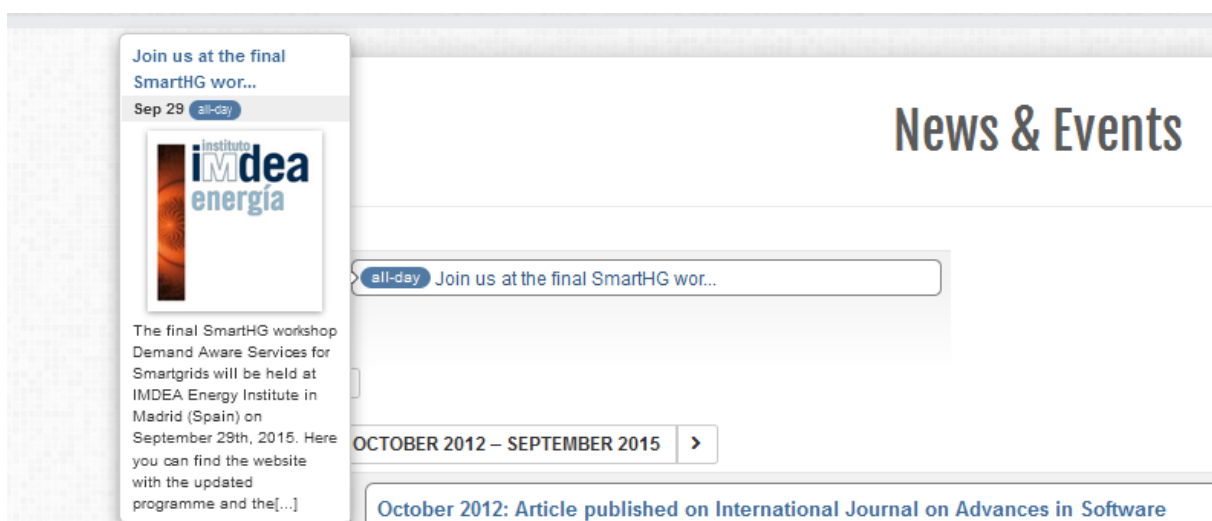 Join us at the final
SmartHG wor...
Sep 29 all-day
instituto
imdea
energía
The final SmartHG workshop
Demand Aware Services for
Smartgrids will be held at
IMDEA Energy Institute in
Madrid (Spain) on
September 29th, 2015. Here
you can find the website
with the updated
programme and the[...]
News & Events
all-day Join us at the final SmartHG wor...
OCTOBER 2012 – SEPTEMBER 2015
October 2012: Article published on International Journal on Advances in Software